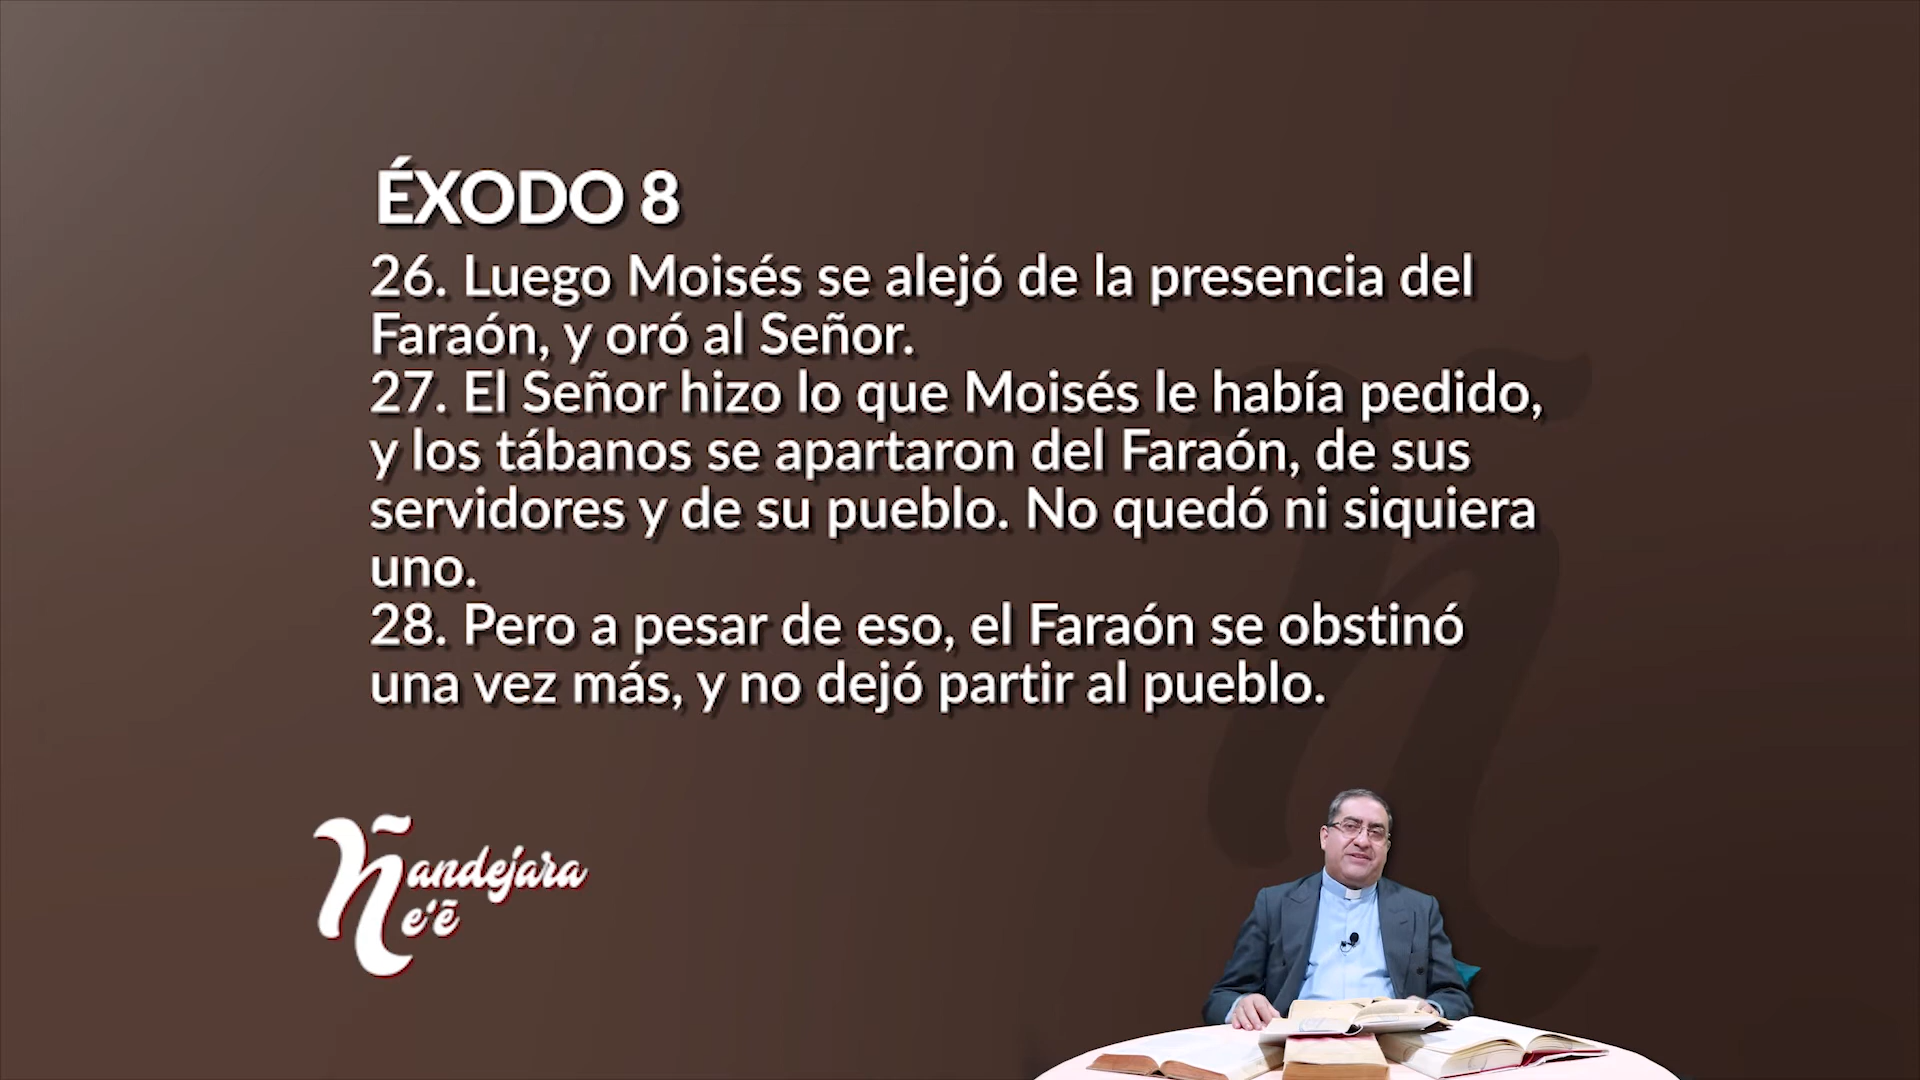 ÉXODO 8
26. Luego Moisés se alejó de la presencia del
Faraón, y oró al Señor.
27. El Señor hizo lo que Moisés le había pedido,
y los tábanos se apartaron del Faraón, de sus
servidores y de su pueblo. No quedó ni siquiera
uno.
28. Pero a pesar de eso, el Faraón se obstinó
una vez más, y no dejó partir al pueblo.
Ñandejara
Ñe'ẽ